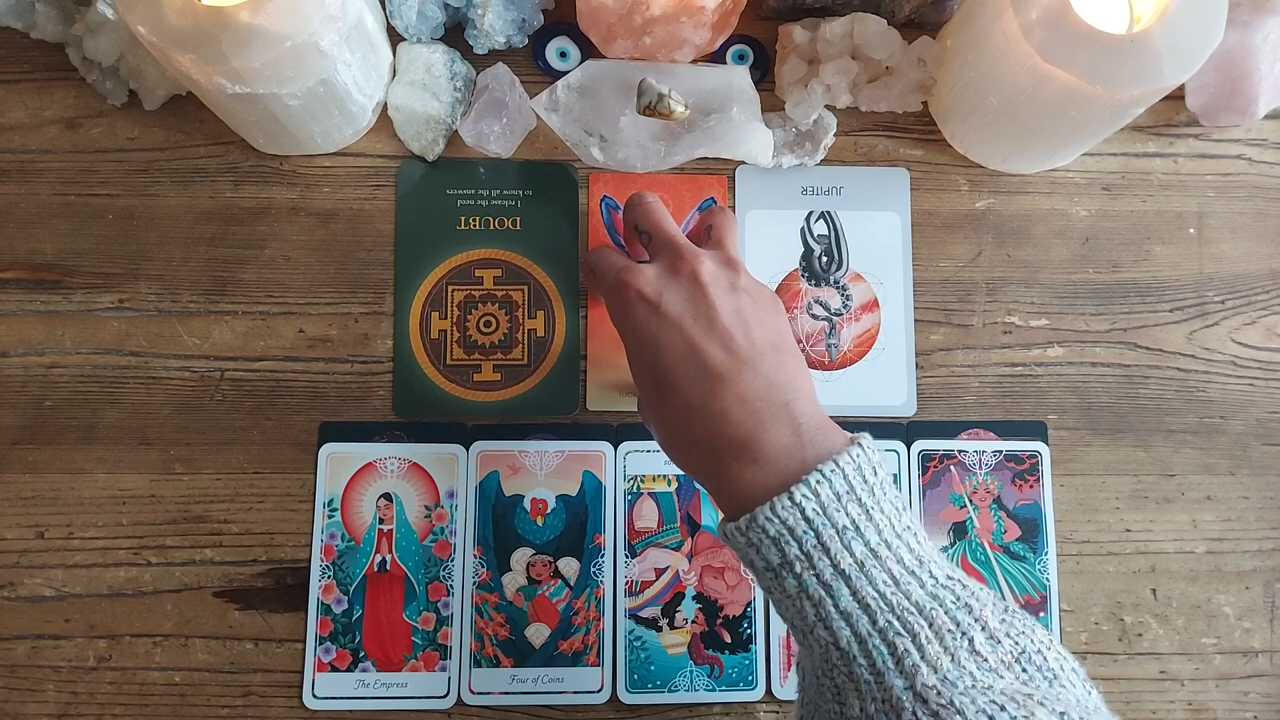 DOUBT
I release the need
to know all the answers
JUPITER
The Empress
Four of Coins